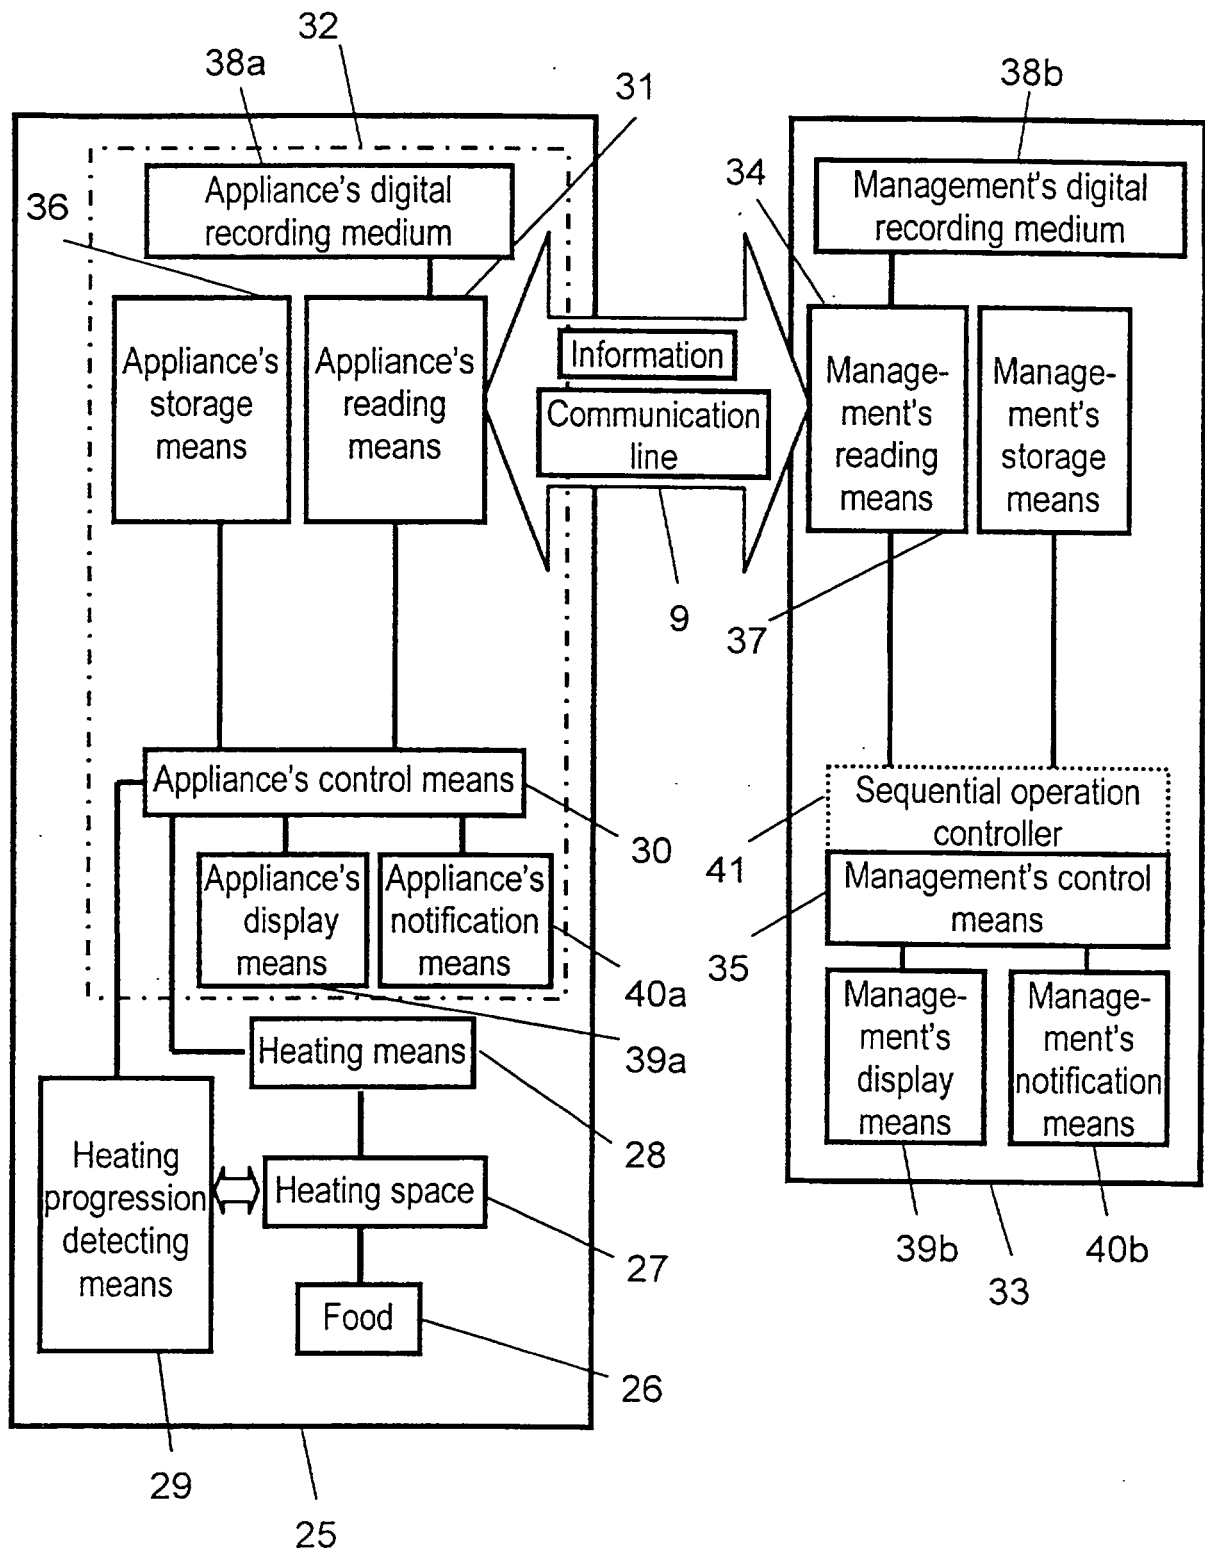 32
38a
31
38b
36
34
Appliance's digital
recording medium
Management's digital
recording medium
Appliance's
storage
means
Appliance's
reading
means
Information
Communication
line
Manage-
ment's
reading
means
Manage-
ment's
storage
means
9
37
Appliance's control means
Sequential operation
controller
30
41
Appliance's
display
means
Appliance's
notification
means
Management's control
means
35
40a
39a
Manage-
ment's
display
means
Manage-
ment's
notification
means
Heating means
28
Heating
progression
detecting
means
Heating space
27
39b
40b
33
Food
26
29
25